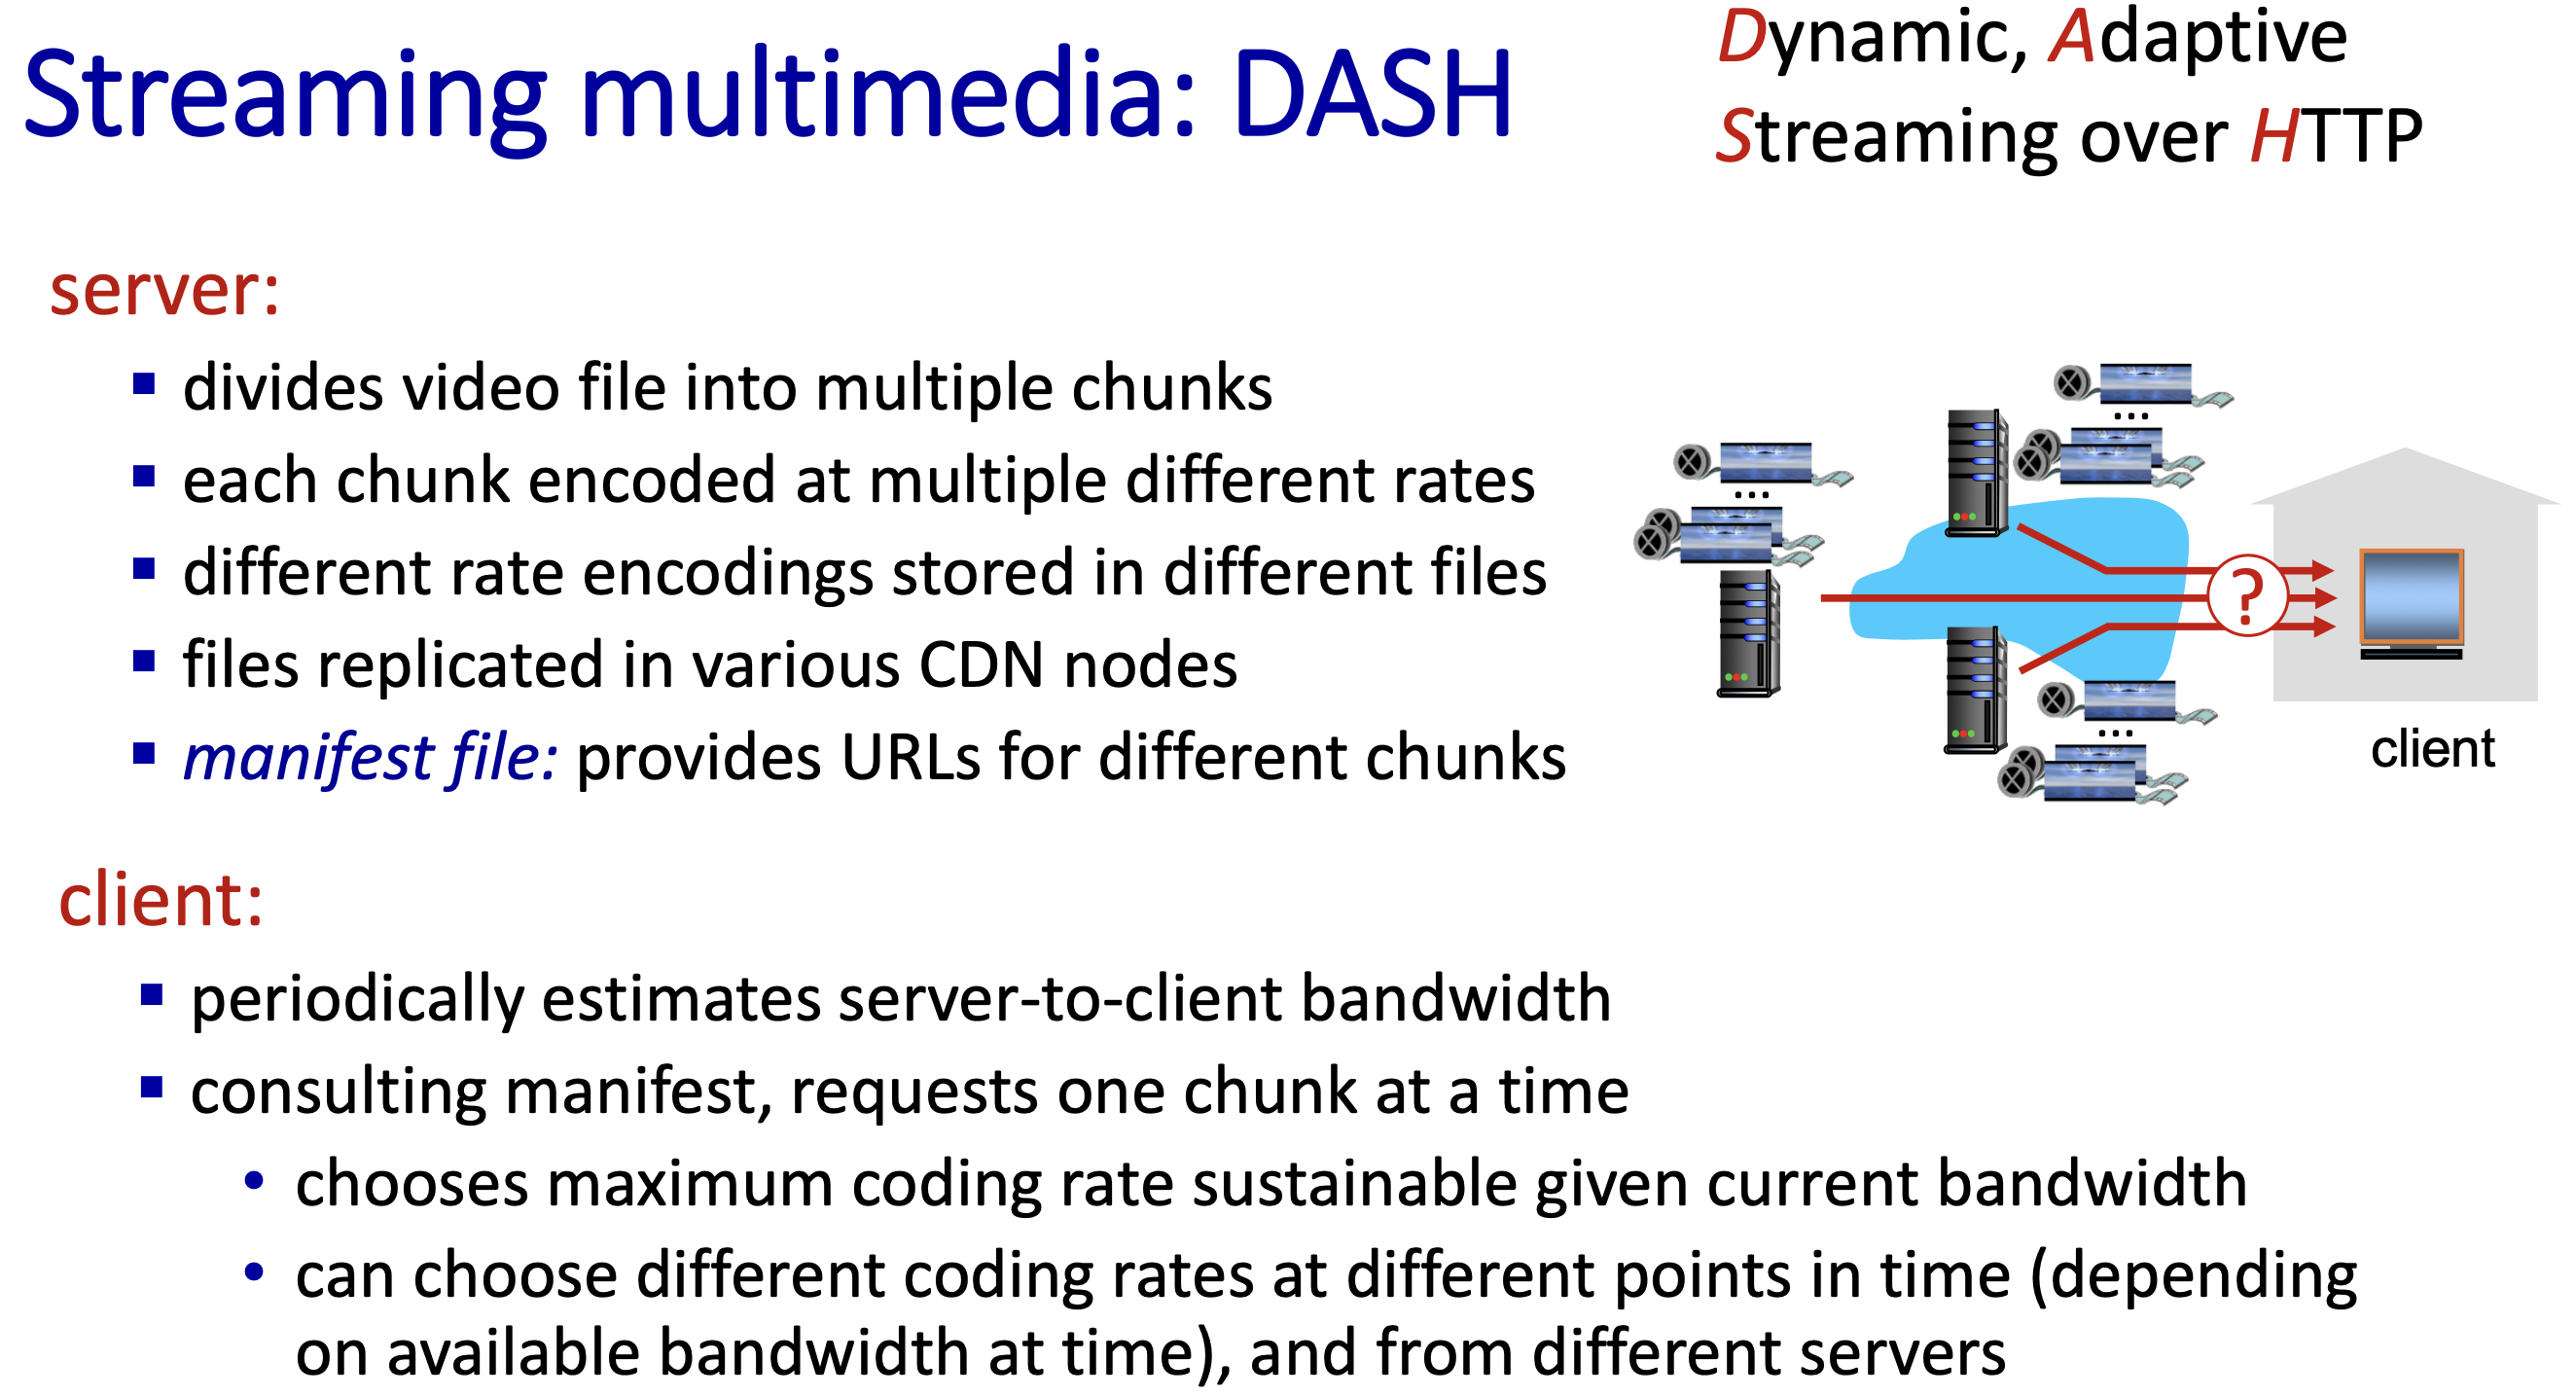 Streaming multimedia: DASH
Dynamic, Adaptive
Streaming over HTTP
server:
▪ divides video file into multiple chunks
▪ each chunk encoded at multiple different rates
▪ different rate encodings stored in different files
▪ files replicated in various CDN nodes
▪ manifest file: provides URLs for different chunks
...
...
...
?
client
client:
▪ periodically estimates server-to-client bandwidth
▪ consulting manifest, requests one chunk at a time
• chooses maximum coding rate sustainable given current bandwidth
• can choose different coding rates at different points in time (depending
on available bandwidth at time), and from different servers